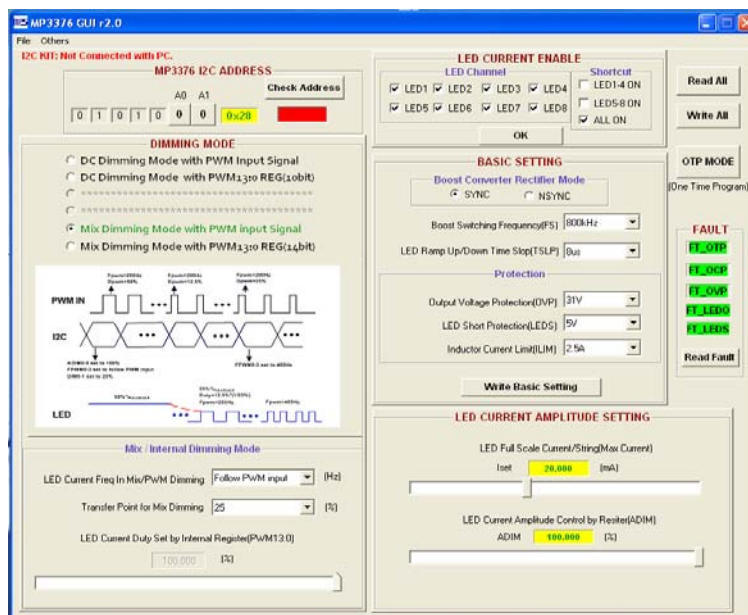 MP3376 GUI r2.0
File Others
I2C KIT: Not Connected with PC.
MP3376 I2C ADDRESS
A0 A1
Check Address
0 1 0 1 0 0 0 0x28
DIMMING MODE
DC Dimming Mode with PWM Input Signal
DC Dimming Mode with PWM13:0 REG(10bit)
Mix Dimming Mode with PWM input Signal
Mix Dimming Mode with PWM13:0 REG(14bit)
PWM IN
I2C
LED
Mix / Internal Dimming Mode
LED Current Freq In Mix/PWM Dimming Follow PWM input (Hz)
Transfer Point for Mix Dimming 25 (%)
LED Current Duty Set by Internal Register(PWM13:0)
100.000 (%)
LED CURRENT ENABLE
LED Channel
LED1 LED2 LED3 LED4
LED5 LED6 LED7 LED8
Shortcut
LED1-4 ON
LED5-8 ON
ALL ON
OK
BASIC SETTING
Boost Converter Rectifier Mode
SYNC NSYNC
Boost Switching Frequency(FS) 800kHz
LED Ramp Up/Down Time Slop(TSLP) 8us
Protection
Output Voltage Protection(OVP) 31V
LED Short Protection(LEDS) 5V
Inductor Current Limit(ILIM) 2.5A
Write Basic Setting
LED CURRENT AMPLITUDE SETTING
LED Full Scale Current/String(Max Current)
Iset 20.000 (mA)
LED Current Amplitude Control by Resiter(ADIM)
ADIM 100.000 (%)
Read All
Write All
OTP MODE
(One Time Program)
FAULT
FT_OTP
FT_OCP
FT_OVP
FT_LEDO
FT_LEDS
Read Fault